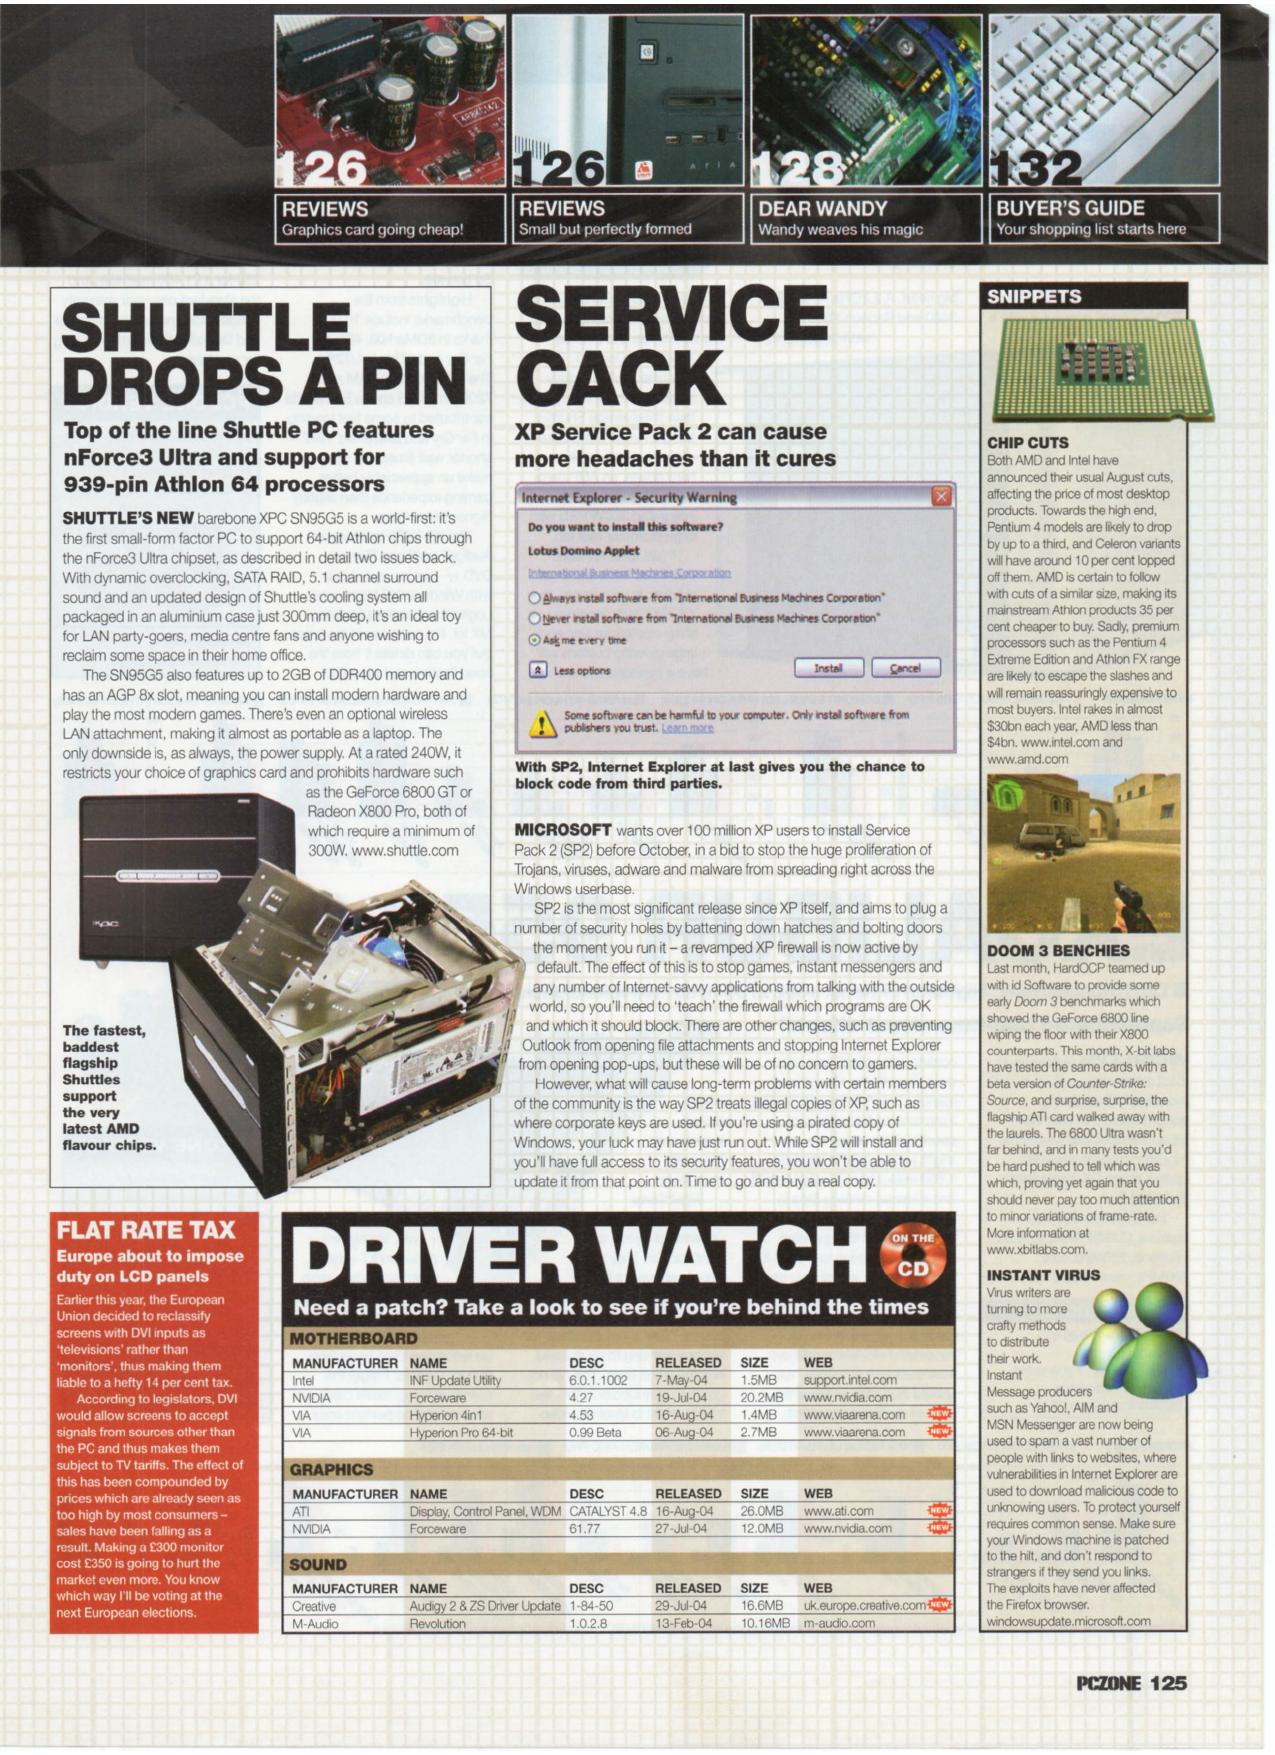 126
REVIEWS
Graphics card going cheap!
126
REVIEWS
Small but perfectly formed
128
DEAR WANDY
Wandy weaves his magic
132
BUYER'S GUIDE
Your shopping list starts here
SHUTTLE
DROPS A PIN
Top of the line Shuttle PC features
nForce3 Ultra and support for
939-pin Athlon 64 processors
SHUTTLE'S NEW barebone XPC SN95G5 is a world-first: it's
the first small-form factor PC to support 64-bit Athlon chips through
the nForce3 Ultra chipset, as described in detail two issues back.
With dynamic overclocking, SATA RAID, 5.1 channel surround
sound and an updated design of Shuttle's cooling system all
packaged in an aluminium case just 300mm deep, it's an ideal toy
for LAN party-goers, media centre fans and anyone wishing to
reclaim some space in their home office.
The SN95G5 also features up to 2GB of DDR400 memory and
has an AGP 8x slot, meaning you can install modern hardware and
play the most modern games. There's even an optional wireless
LAN attachment, making it almost as portable as a laptop. The
only downside is, as always, the power supply. At a rated 240W, it
restricts your choice of graphics card and prohibits hardware such
as the GeForce 6800 GT or
Radeon X800 Pro, both of
which require a minimum of
300W. www.shuttle.com
The fastest,
baddest
flagship
Shuttles
support
the very
latest AMD
flavour chips.
SERVICE
CACK
XP Service Pack 2 can cause
more headaches than it cures
Internet Explorer - Security Warning
Do you want to install this software?
Lotus Domino Applet
International Business Machines Corporation
Always install software from "International Business Machines Corporation"
Never install software from "International Business Machines Corporation"
Ask me every time
Less options
Install
Cancel
Some software can be harmful to your computer. Only install software from
publishers you trust. Learn more
With SP2, Internet Explorer at last gives you the chance to
block code from third parties.
MICROSOFT wants over 100 million XP users to install Service
Pack 2 (SP2) before October, in a bid to stop the huge proliferation of
Trojans, viruses, adware and malware from spreading right across the
Windows userbase.
SP2 is the most significant release since XP itself, and aims to plug a
number of security holes by battening down hatches and bolting doors
the moment you run it – a revamped XP firewall is now active by
default. The effect of this is to stop games, instant messengers and
any number of Internet-savvy applications from talking with the outside
world, so you'll need to 'teach' the firewall which programs are OK
and which it should block. There are other changes, such as preventing
Outlook from opening file attachments and stopping Internet Explorer
from opening pop-ups, but these will be of no concern to gamers.
However, what will cause long-term problems with certain members
of the community is the way SP2 treats illegal copies of XP, such as
where corporate keys are used. If you're using a pirated copy of
Windows, your luck may have just run out. While SP2 will install and
you'll have full access to its security features, you won't be able to
update it from that point on. Time to go and buy a real copy.
SNIPPETS
CHIP CUTS
Both AMD and Intel have
announced their usual August cuts,
affecting the price of most desktop
products. Towards the high end,
Pentium 4 models are likely to drop
by up to a third, and Celeron variants
will have around 10 per cent lopped
off them. AMD is certain to follow
with cuts of a similar size, making its
mainstream Athlon products 35 per
cent cheaper to buy. Sadly, premium
processors such as the Pentium 4
Extreme Edition and Athlon FX range
are likely to escape the slashes and
will remain reassuringly expensive to
most buyers. Intel rakes in almost
$30bn each year, AMD less than
$4bn. www.intel.com and
www.amd.com
DOOM 3 BENCHIES
Last month, HardOCP teamed up
with id Software to provide some
early Doom 3 benchmarks which
showed the GeForce 6800 line
wiping the floor with their X800
counterparts. This month, X-bit labs
have tested the same cards with a
beta version of Counter-Strike:
Source, and surprise, surprise, the
flagship ATI card walked away with
the laurels. The 6800 Ultra wasn't
far behind, and in many tests you'd
be hard pushed to tell which was
which, proving yet again that you
should never pay too much attention
to minor variations of frame-rate.
More information at
www.xbitlabs.com.
INSTANT VIRUS
Virus writers are
turning to more
crafty methods
to distribute
their work.
Instant
Message producers
such as Yahoo!, AIM and
MSN Messenger are now being
used to spam a vast number of
people with links to websites, where
vulnerabilities in Internet Explorer are
used to download malicious code to
unknowing users. To protect yourself
requires common sense. Make sure
your Windows machine is patched
to the hilt, and don't respond to
strangers if they send you links.
The exploits have never affected
the Firefox browser.
windowsupdate.microsoft.com
FLAT RATE TAX
Europe about to impose
duty on LCD panels
Earlier this year, the European
Union decided to reclassify
screens with DVI inputs as
'televisions' rather than
'monitors', thus making them
liable to a hefty 14 per cent tax.
According to legislators, DVI
would allow screens to accept
signals from sources other than
the PC and thus makes them
subject to TV tariffs. The effect of
this has been compounded by
prices which are already seen as
too high by most consumers –
sales have been falling as a
result. Making a £300 monitor
cost £350 is going to hurt the
market even more. You know
which way I'll be voting at the
next European elections.
DRIVER WATCH
ON THE
CD
Need a patch? Take a look to see if you're behind the times
MOTHERBOARD
MANUFACTURER NAME DESC RELEASED SIZE WEB
Intel INF Update Utility 6.0.1.1002 7-May-04 1.5MB support.intel.com
NVIDIA Forceware 4.27 19-Jul-04 20.2MB www.nvidia.com
VIA Hyperion 4in1 4.53 16-Aug-04 1.4MB www.viaarena.com NEW
VIA Hyperion Pro 64-bit 0.99 Beta 06-Aug-04 2.7MB www.viaarena.com NEW
GRAPHICS
MANUFACTURER NAME DESC RELEASED SIZE WEB
ATI Display, Control Panel, WDM CATALYST 4.8 16-Aug-04 26.0MB www.ati.com NEW
NVIDIA Forceware 61.77 27-Jul-04 12.0MB www.nvidia.com NEW
SOUND
MANUFACTURER NAME DESC RELEASED SIZE WEB
Creative Audigy 2 & ZS Driver Update 1-84-50 29-Jul-04 16.6MB uk.europe.creative.com NEW
M-Audio Revolution 1.0.2.8 13-Feb-04 10.16MB m-audio.com
PCZONE 125